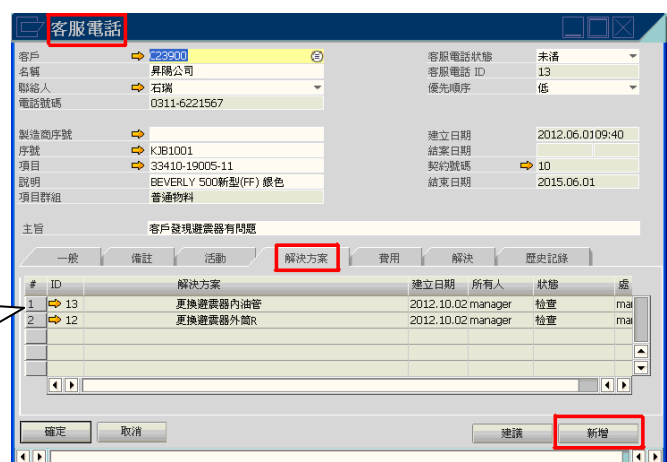 客服電話
客戶 C23900 客服電話狀態 未清
名稱 昇陽公司 客服電話 ID 13
聯絡人 石瑞 優先順序 低
電話號碼 0311-6221567
製造商序號 建立日期 2012.06.01 09:40
序號 KJB1001 結案日期
項目 33410-19005-11 契約號碼 10
說明 BEVERLY 500新型(FF) 銀色 結束日期 2015.06.01
項目群組 普通物料
主旨 客戶發現避震器有問題
一般 備註 活動 解決方案 費用 解決 歷史記錄
# ID 解決方案 建立日期 所有人 狀態 處
1 13 更換避震器內油管 2012.10.02 manager 检查 mai
2 12 更換避震器外筒R 2012.10.02 manager 检查 mai
確定 取消 建議 新增